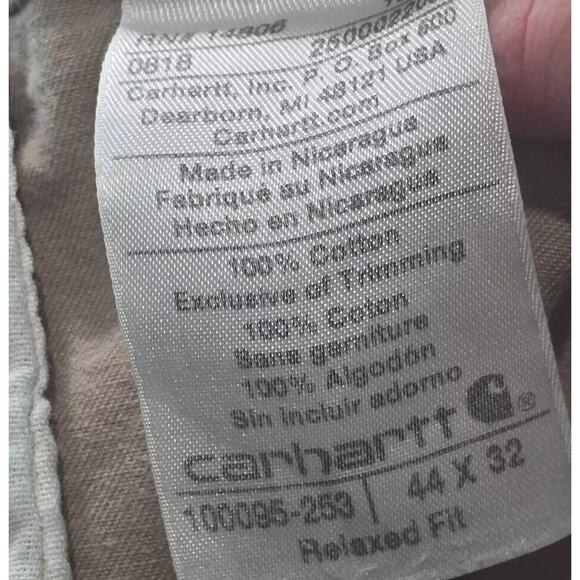 RN# 14806
0818
Carhartt, Inc. P. O. Box 600
Dearborn, MI 48121 USA
Carhartt.com
Made in Nicaragua
Fabriqué au Nicaragua
Hecho en Nicaragua
100% Cotton
Exclusive of Trimming
100% Coton
Sans garniture
100% Algodón
Sin incluir adorno
carhartt ®
100095-253 44 X 32
Relaxed Fit